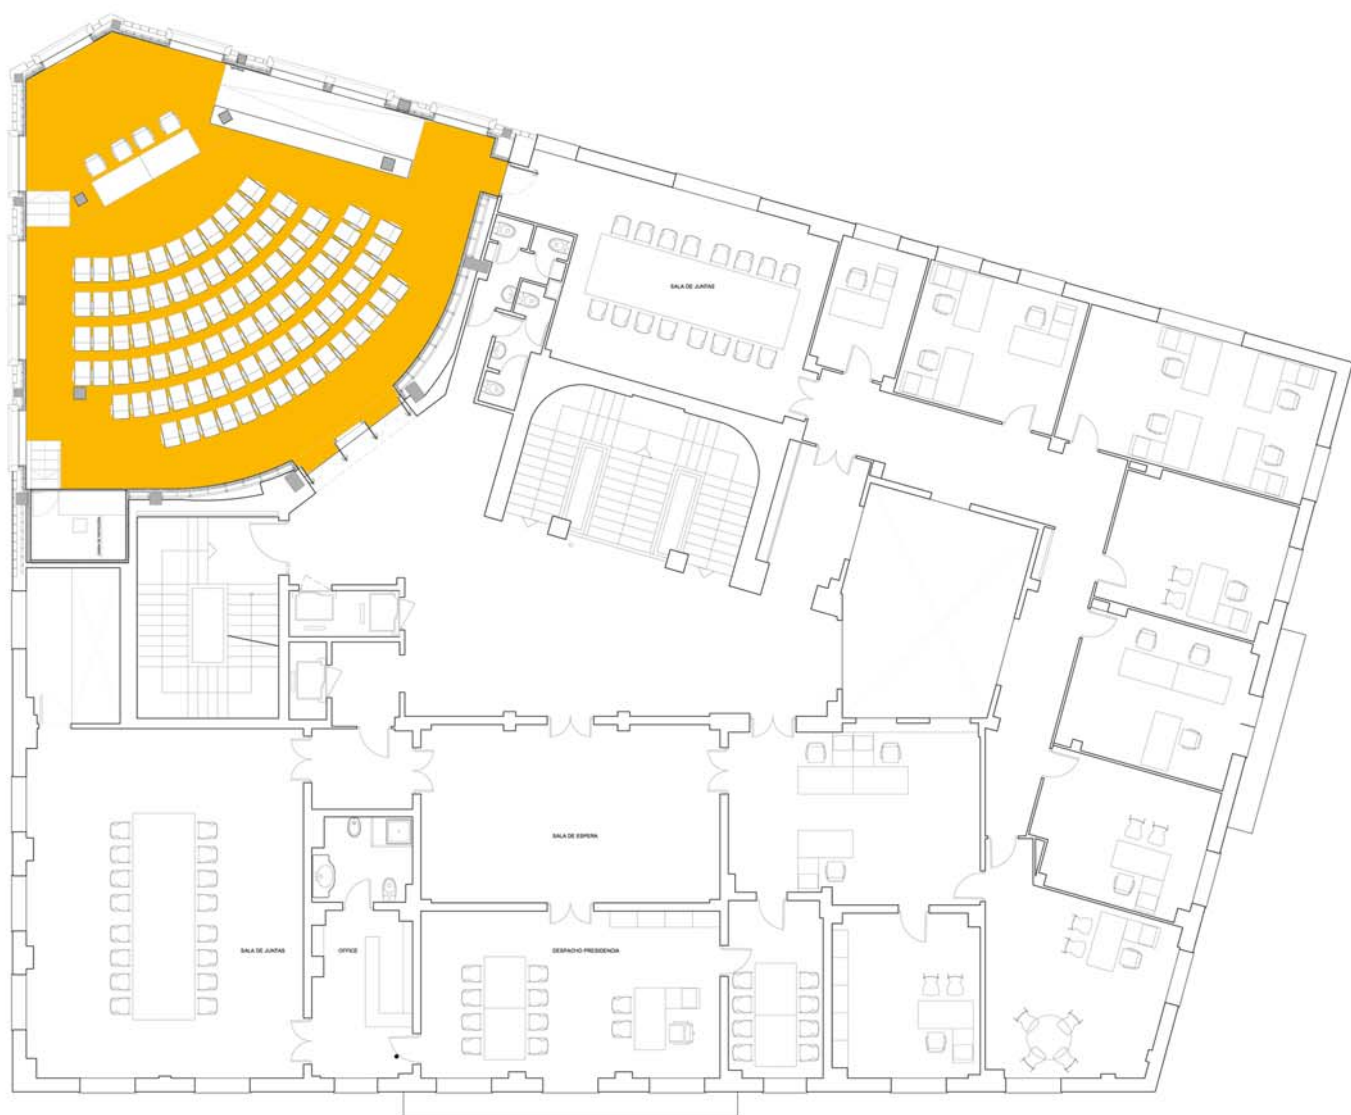 SALA DE JUNTAS
SALA DE ESPERA
SALA DE JUNTAS
OFFICE
DESPACHO PRESIDENCIA